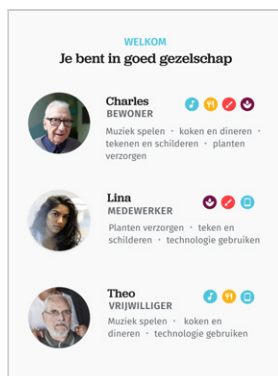 WELKOM
Je bent in goed gezelschap
Charles
BEWONER
Muziek spelen · koken en dineren ·
tekenen en schilderen · planten
verzorgen
Lina
MEDEWERKER
Planten verzorgen · teken en
schilderen · technologie gebruiken
Theo
VRIJWILLIGER
Muziek spelen · koken en
dineren · technologie gebruiken